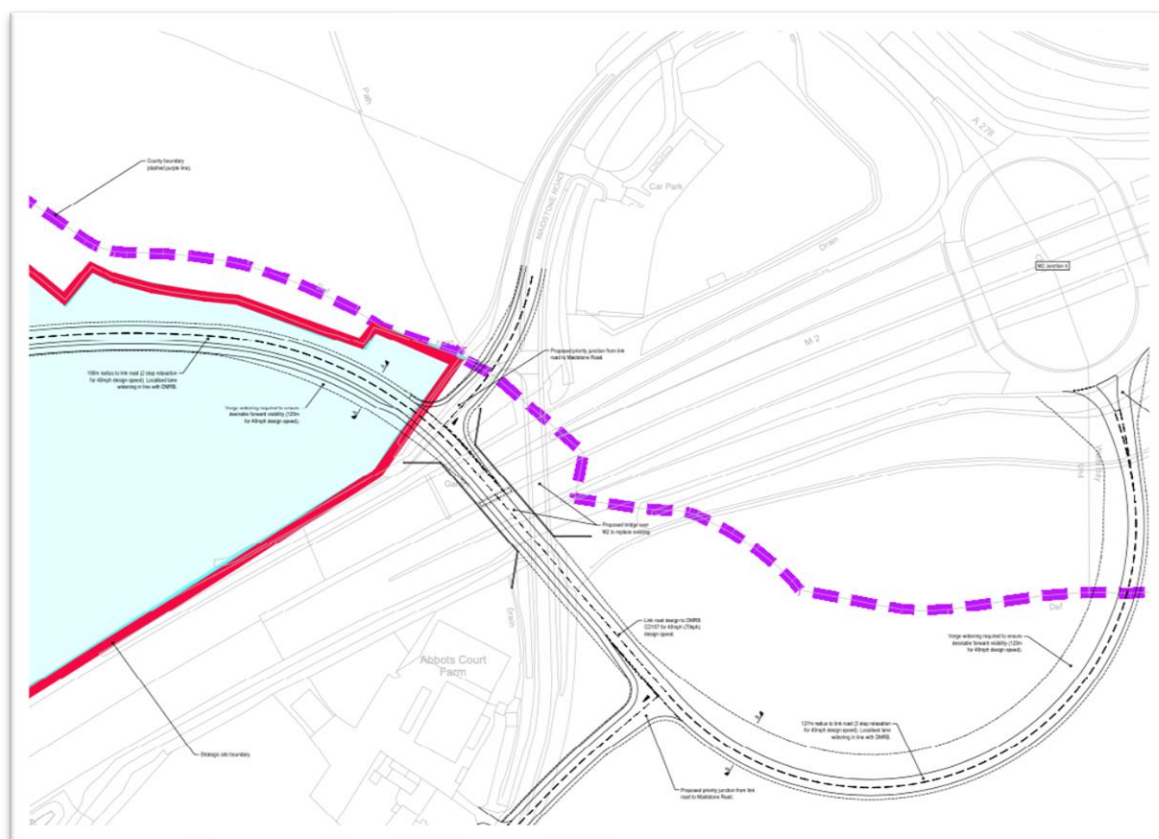 Path
A 278
County boundary
(dashed purple line).
Car Park
MAIDSTONE ROAD
Drain
M2 Junction 4
M 2
Proposed priority junction from link
road to Maidstone Road.
radius to link road (2 step relaxation
for 40mph design speed). Localised lane
widening in line with DMRB.
Verge widening required to ensure
desirable forward visibility (120m
for 40mph design speed).
Proposed bridge over
M2 to replace existing
Drain
Link road design to DMRB
CD109 for 40mph (70kph)
design speed
Def
Verge widening required to ensure
desirable forward visibility (120m
for 40mph design speed).
Abbots Court
Farm
127m radius to link road (3 step relaxation
for 40mph design speed). Localised lane
widening in line with DMRB.
Strategic site boundary
Proposed priority junction from link
road to Maidstone Road.